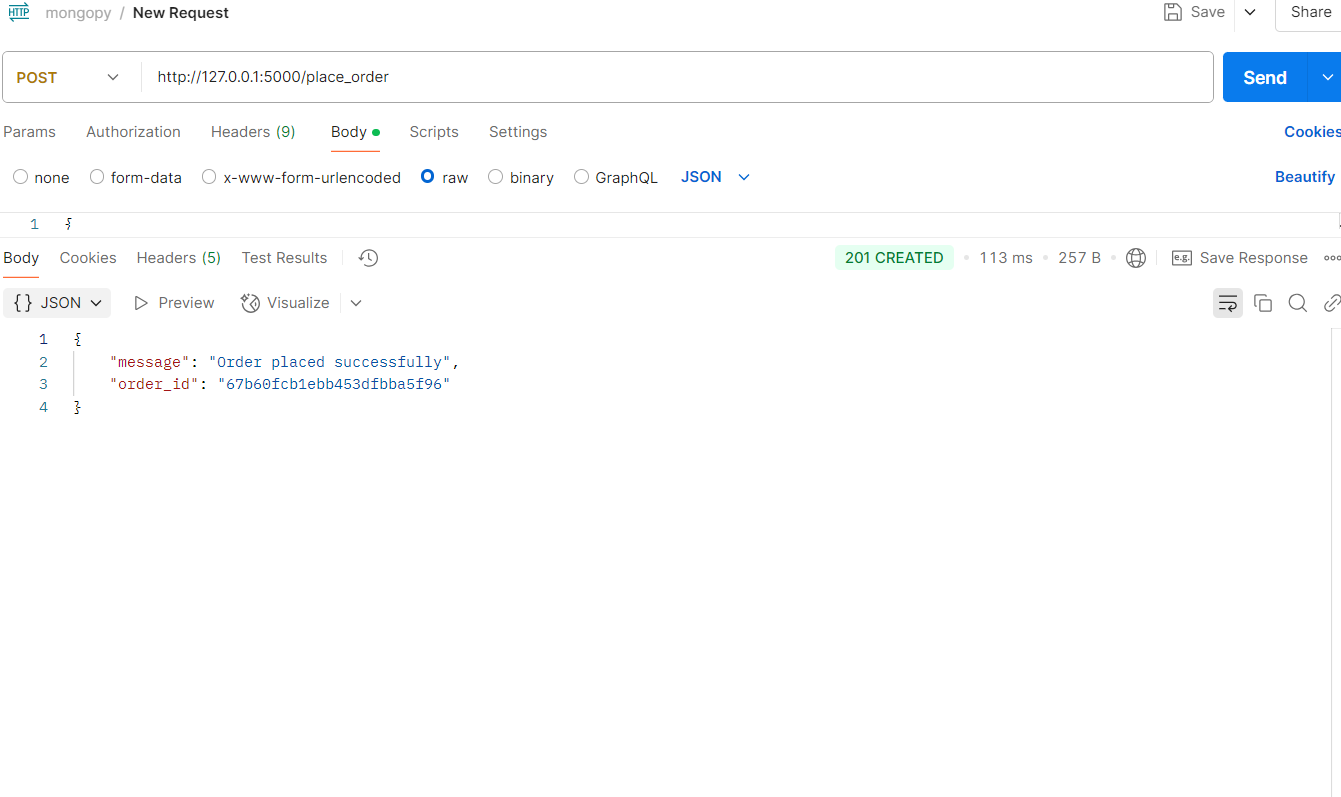 HTTP mongopy / New Request Save Share
POST http://127.0.0.1:5000/place_order Send
Params Authorization Headers (9) Body Scripts Settings Cookies
none form-data x-www-form-urlencoded raw binary GraphQL JSON Beautify
1 {
Body Cookies Headers (5) Test Results 201 CREATED 113 ms 257 B e.g. Save Response
{} JSON Preview Visualize
1 {
2 "message": "Order placed successfully",
3 "order_id": "67b60fcb1ebb453dfbba5f96"
4 }